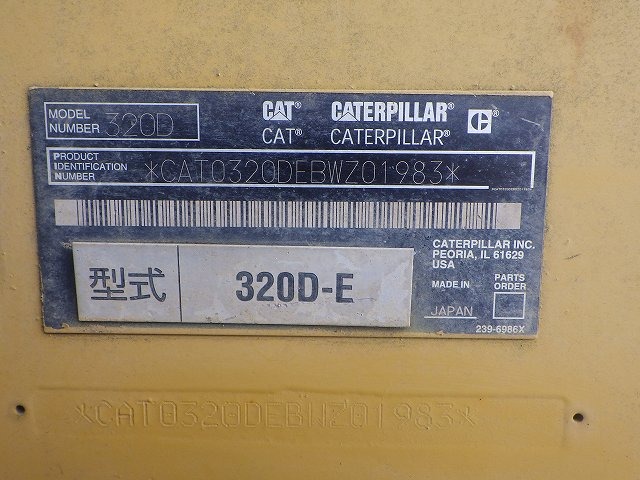 MODEL NUMBER 320D
CAT® CATERPILLAR® C
CAT® CATERPILLAR®
PRODUCT IDENTIFICATION NUMBER *CAT0320DEBWZ01983*
型式 320D-E
CATERPILLAR INC.
PEORIA, IL 61629
USA
MADE IN
JAPAN
PARTS ORDER
239-6986X
*CAT0320DEBWZ01983*